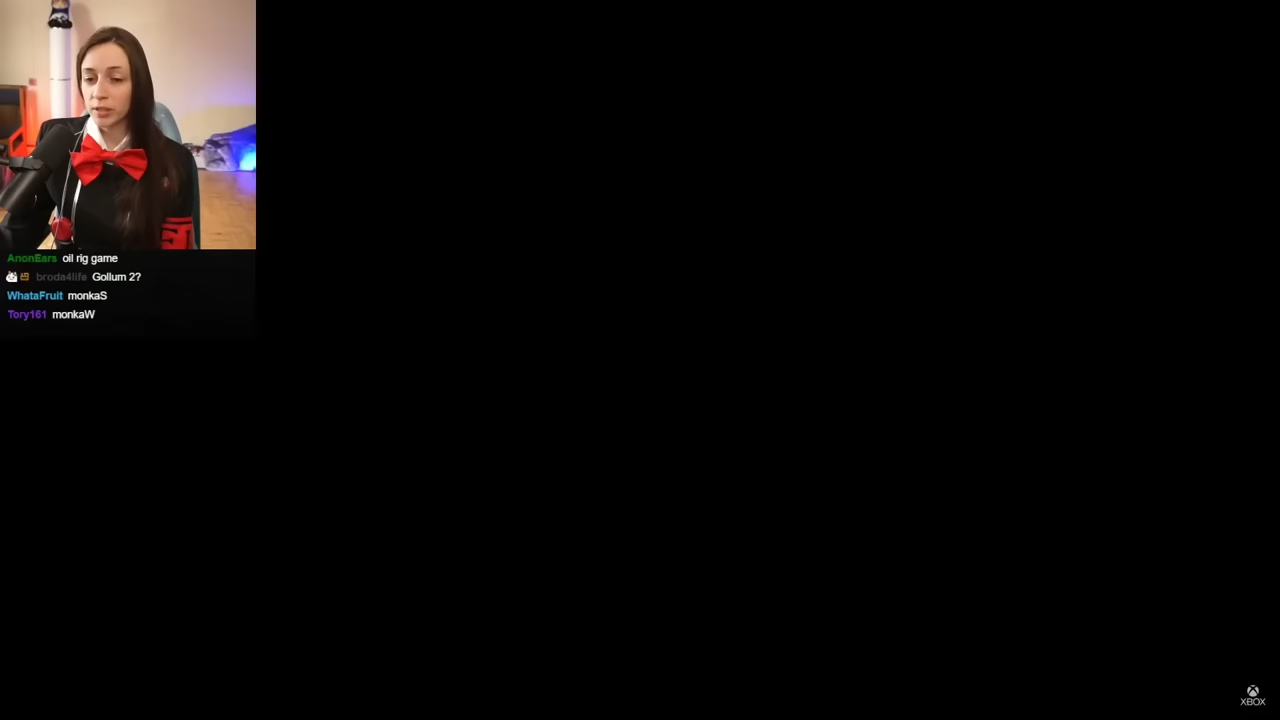 AnonEars oil rig game
broda4life Gollum 2?
WhataFruit monkaS
Tory161 monkaW
XBOX